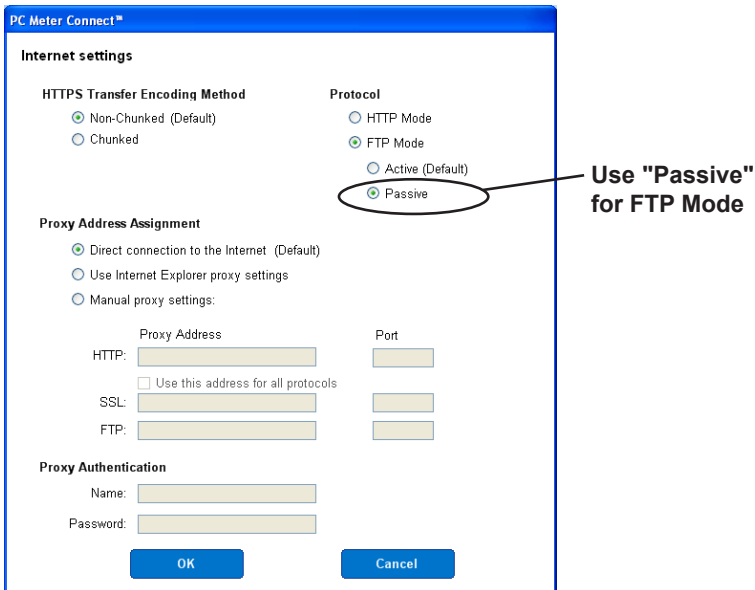 PC Meter Connect™
Internet settings
HTTPS Transfer Encoding Method
Non-Chunked (Default)
Chunked
Protocol
HTTP Mode
FTP Mode
Active (Default)
Passive
Use "Passive"
for FTP Mode
Proxy Address Assignment
Direct connection to the Internet (Default)
Use Internet Explorer proxy settings
Manual proxy settings:
Proxy Address Port
HTTP:
Use this address for all protocols
SSL:
FTP:
Proxy Authentication
Name:
Password:
OK Cancel